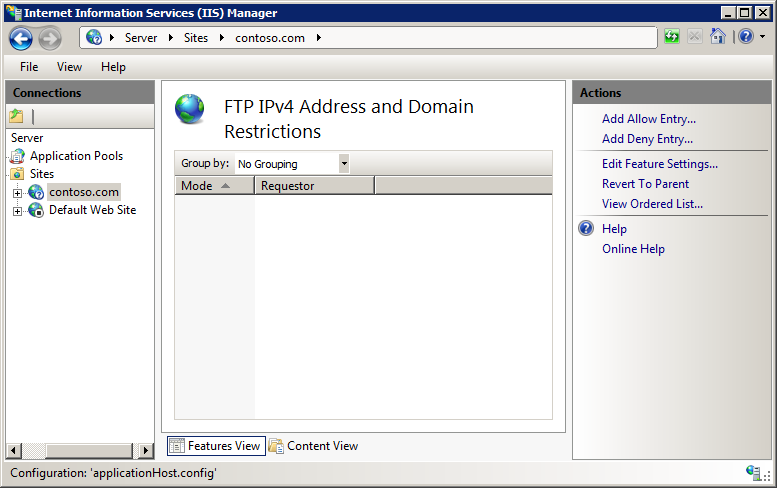 Internet Information Services (IIS) Manager
Server Sites contoso.com
File View Help
Connections
Server
Application Pools
Sites
contoso.com
Default Web Site
FTP IPv4 Address and Domain
Restrictions
Group by: No Grouping
Mode Requestor
Features View Content View
Actions
Add Allow Entry...
Add Deny Entry...
Edit Feature Settings...
Revert To Parent
View Ordered List...
Help
Online Help
Configuration: 'applicationHost.config'